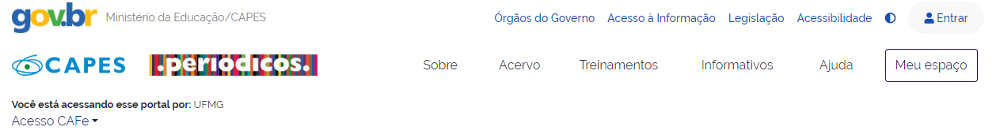 gov.br Ministério da Educação/CAPES Órgãos do Governo Acesso à Informação Legislação Acessibilidade Entrar
CAPES .periodicos. Sobre Acervo Treinamentos Informativos Ajuda Meu espaço
Você está acessando esse portal por: UFMG
Acesso CAFe